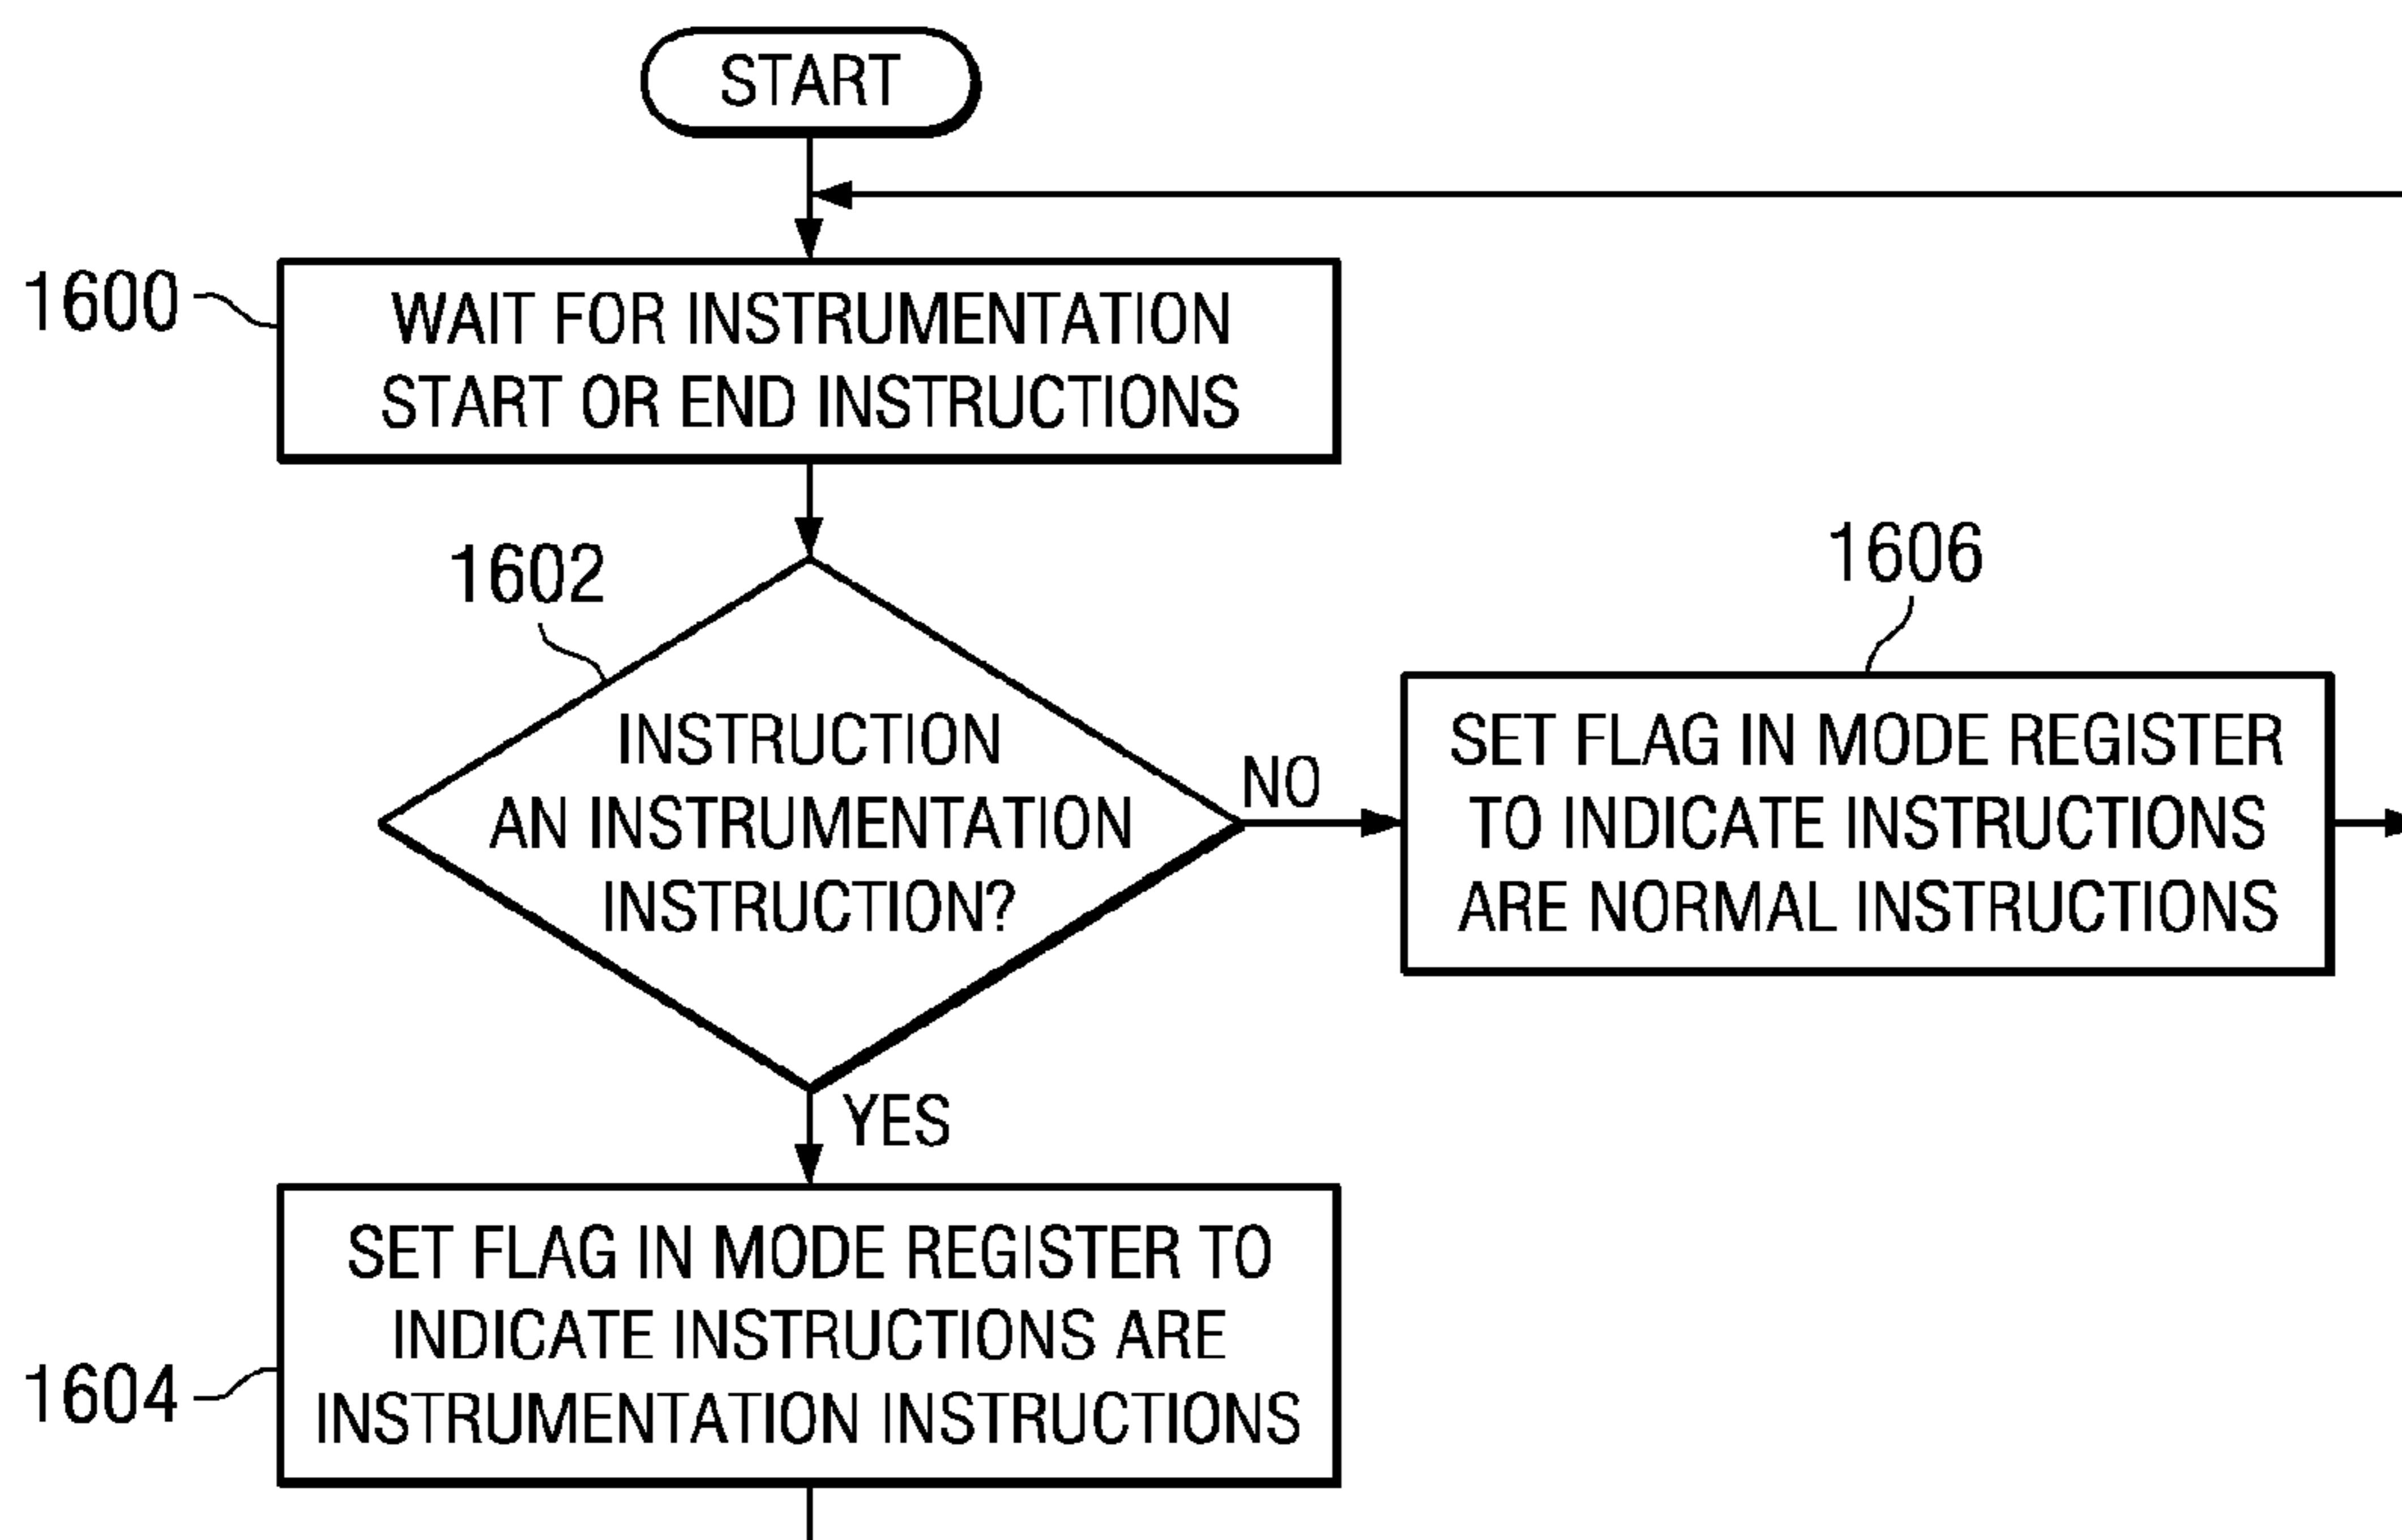 START
1600
WAIT FOR INSTRUMENTATION
START OR END INSTRUCTIONS
1602
INSTRUCTION
AN INSTRUMENTATION
INSTRUCTION?
NO
1606
SET FLAG IN MODE REGISTER
TO INDICATE INSTRUCTIONS
ARE NORMAL INSTRUCTIONS
YES
1604
SET FLAG IN MODE REGISTER TO
INDICATE INSTRUCTIONS ARE
INSTRUMENTATION INSTRUCTIONS